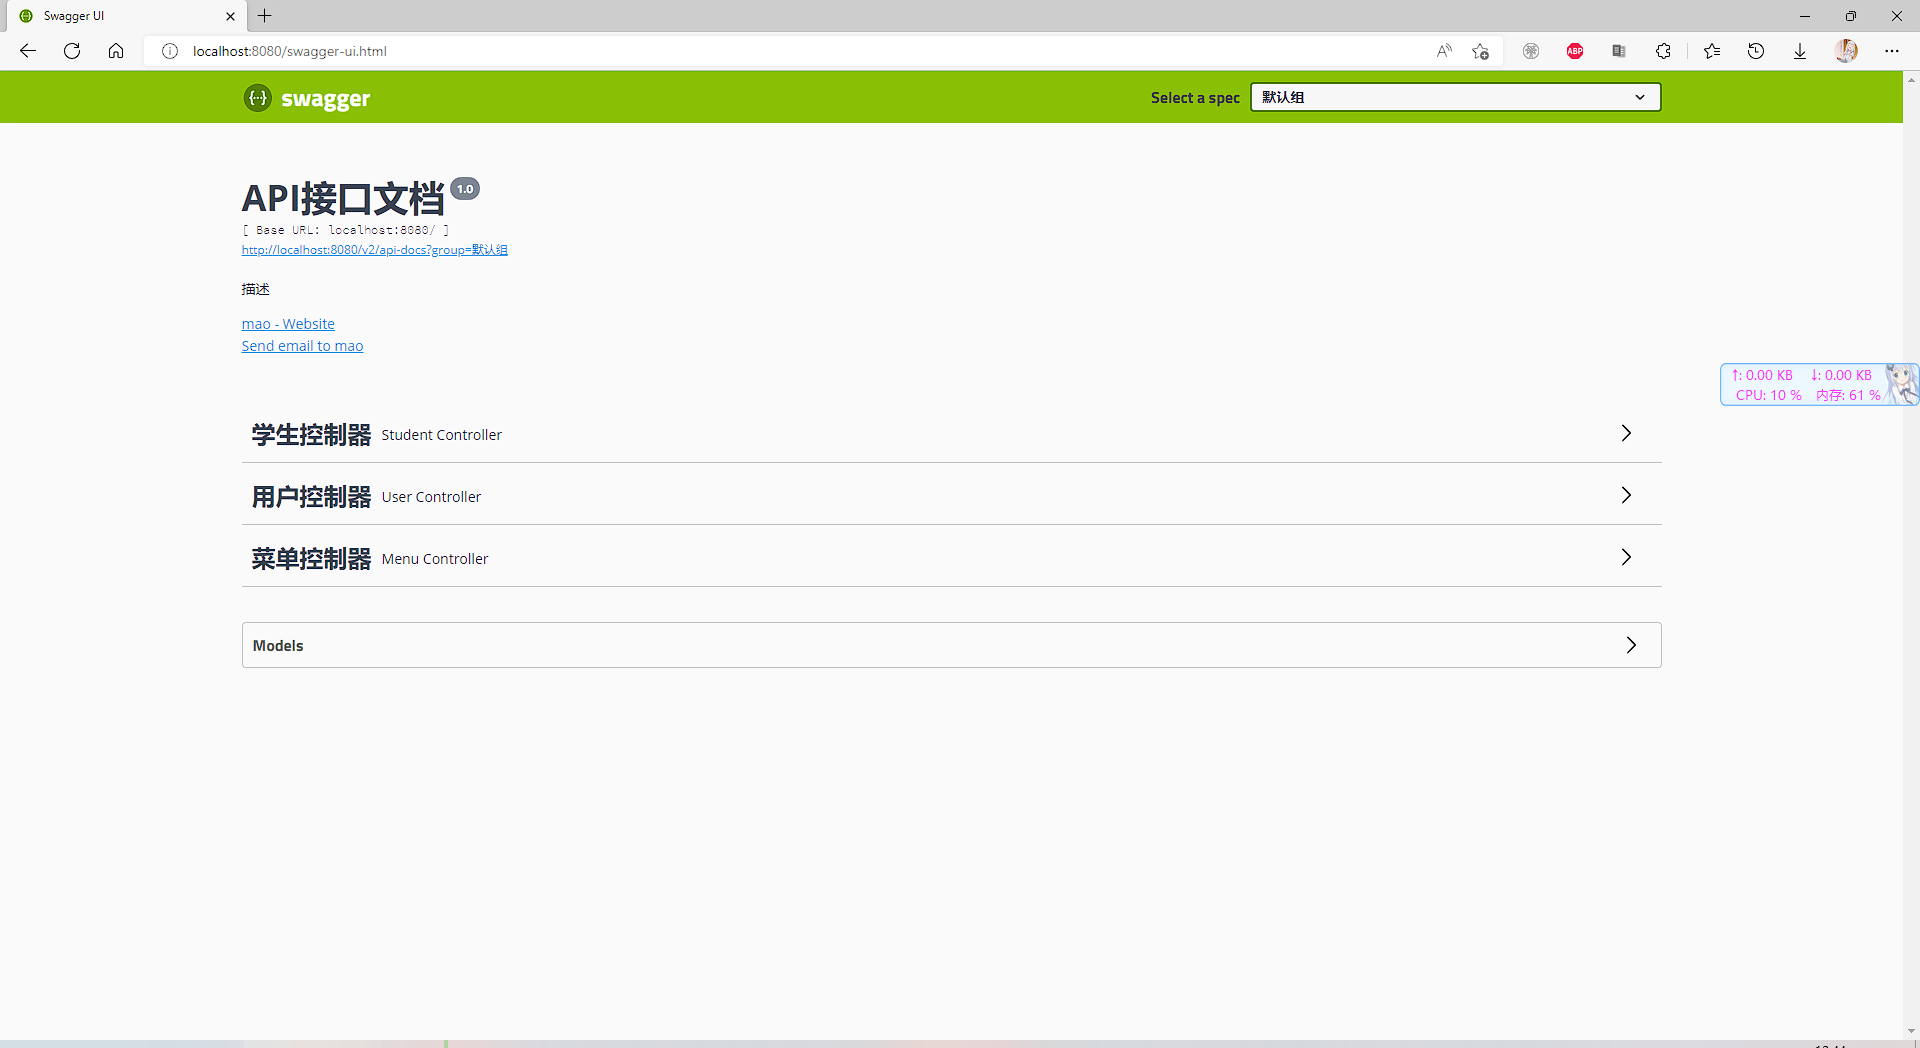 Swagger UI
localhost:8080/swagger-ui.html
ABP
{...} swagger
Select a spec 默认组
API接口文档 1.0
[ Base URL: localhost:8080/ ]
http://localhost:8080/v2/api-docs?group=默认组
描述
mao - Website
Send email to mao
↑: 0.00 KB ↓: 0.00 KB
CPU: 10 % 内存: 61 %
学生控制器 Student Controller
用户控制器 User Controller
菜单控制器 Menu Controller
Models